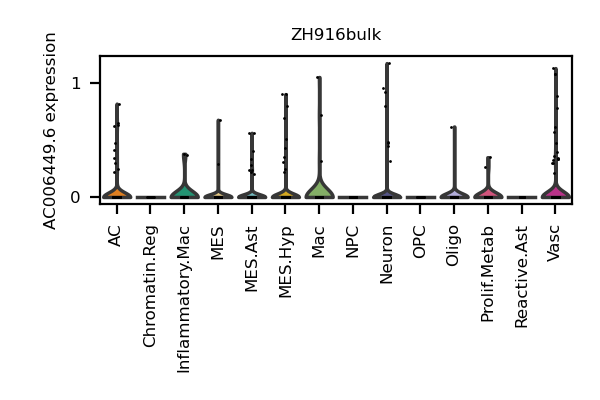 ZH916bulk
AC006449.6 expression
1
0
AC
Chromatin.Reg
Inflammatory.Mac
MES
MES.Ast
MES.Hyp
Mac
NPC
Neuron
OPC
Oligo
Prolif.Metab
Reactive.Ast
Vasc